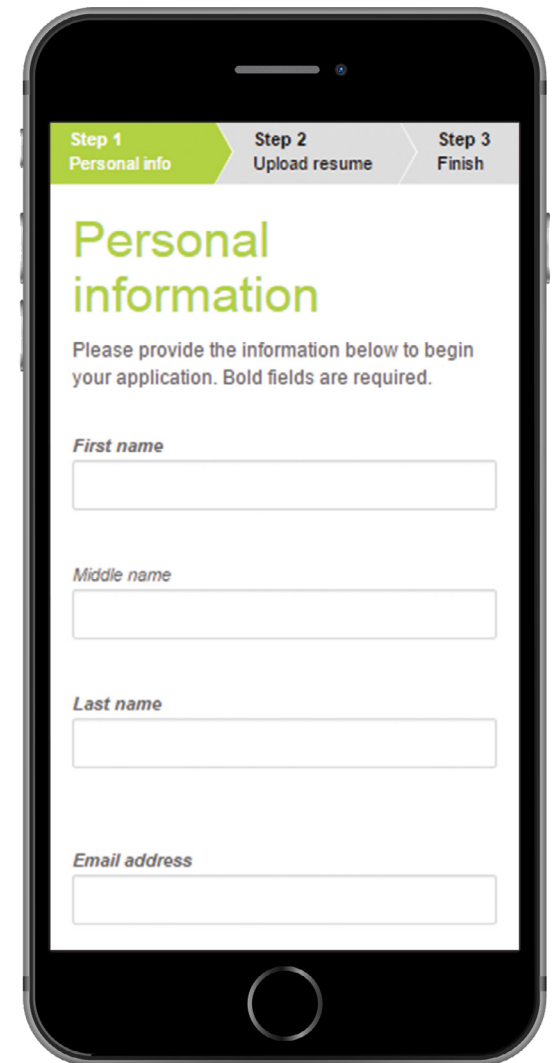 Step 1
Personal info
Step 2
Upload resume
Step 3
Finish
Personal
information
Please provide the information below to begin
your application. Bold fields are required.
First name
Middle name
Last name
Email address